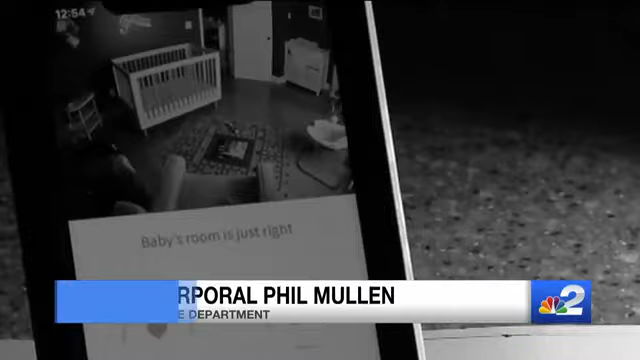 12:54
Baby's room is just right
RPORAL PHIL MULLEN
E DEPARTMENT
2